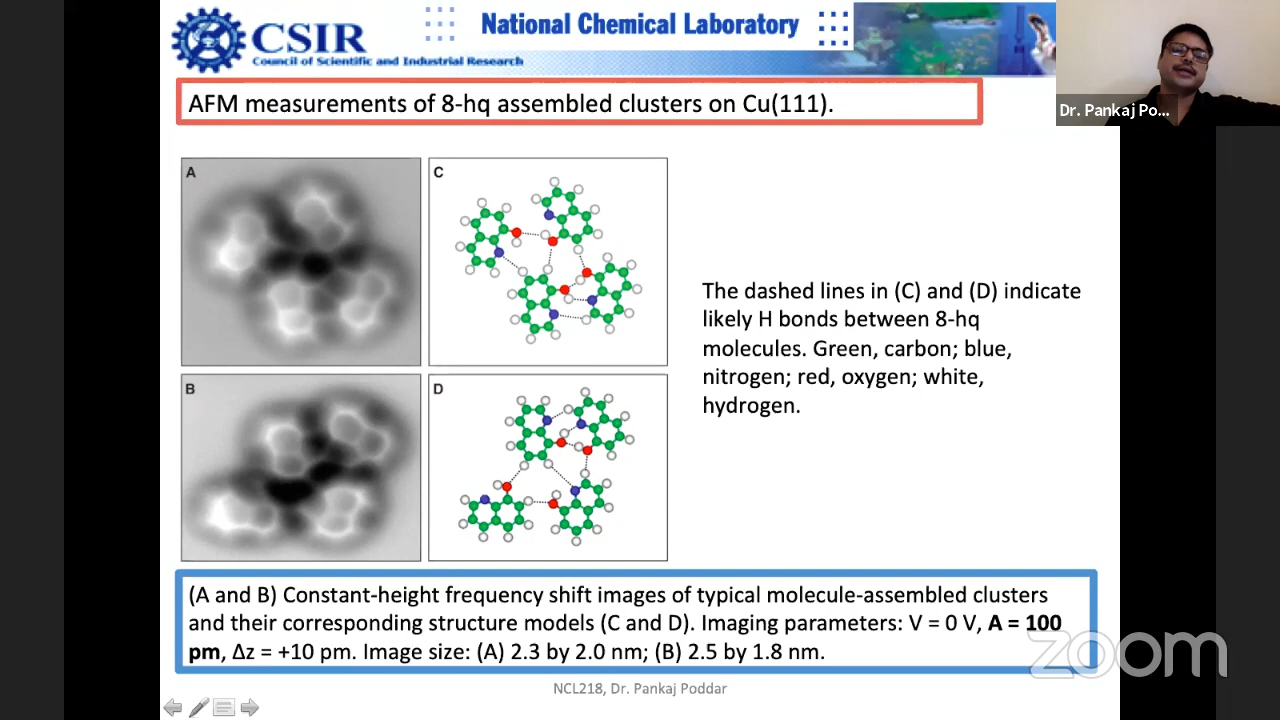 CSIR
Council of Scientific and Industrial Research
National Chemical Laboratory
Dr. Pankaj Po...
AFM measurements of 8-hq assembled clusters on Cu(111).
A
C
B
D
The dashed lines in (C) and (D) indicate
likely H bonds between 8-hq
molecules. Green, carbon; blue,
nitrogen; red, oxygen; white,
hydrogen.
(A and B) Constant-height frequency shift images of typical molecule-assembled clusters
and their corresponding structure models (C and D). Imaging parameters: V = 0 V, A = 100
pm, Δz = +10 pm. Image size: (A) 2.3 by 2.0 nm; (B) 2.5 by 1.8 nm.
zoom
NCL218, Dr. Pankaj Poddar